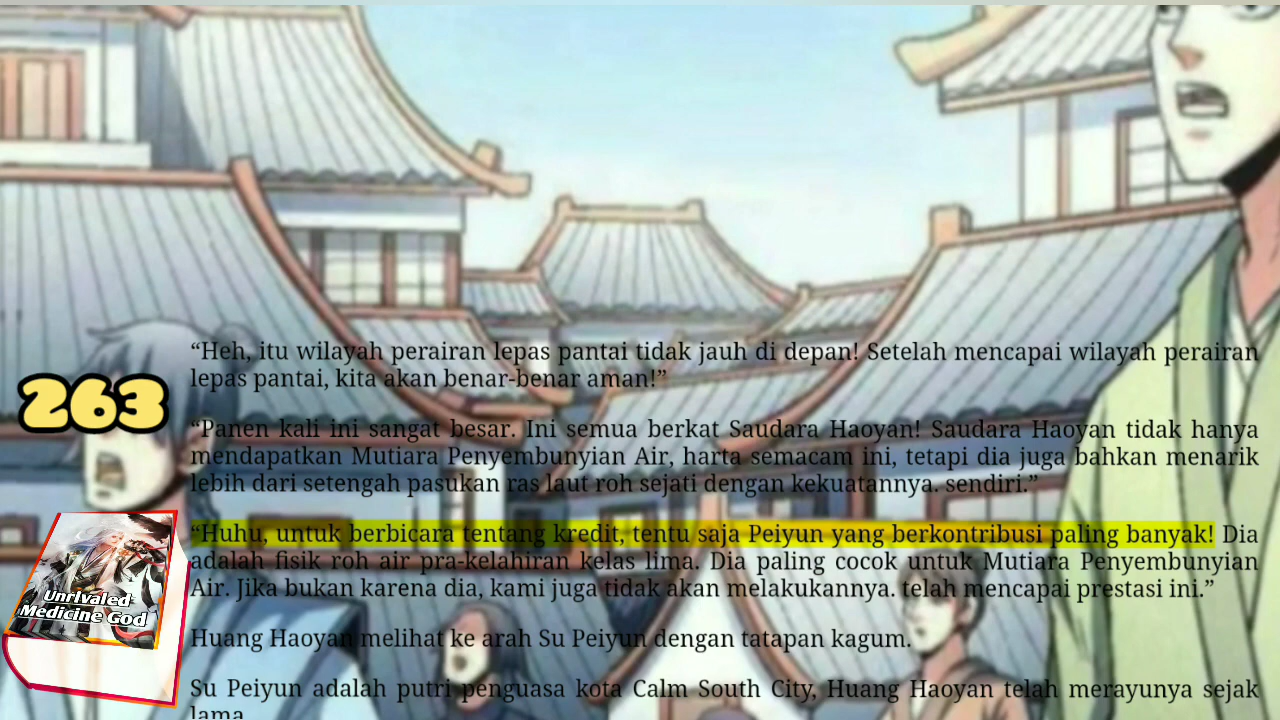 “Heh, itu wilayah perairan lepas pantai tidak jauh di depan! Setelah mencapai wilayah perairan
lepas pantai, kita akan benar-benar aman!”
263
“Panen kali ini sangat besar. Ini semua berkat Saudara Haoyan! Saudara Haoyan tidak hanya
mendapatkan Mutiara Penyembunyian Air, harta semacam ini, tetapi dia juga bahkan menarik
lebih dari setengah pasukan ras laut roh sejati dengan kekuatannya. sendiri.”
“Huhu, untuk berbicara tentang kredit, tentu saja Peiyun yang berkontribusi paling banyak! Dia
adalah fisik roh air pra-kelahiran kelas lima. Dia paling cocok untuk Mutiara Penyembunyian
Air. Jika bukan karena dia, kami juga tidak akan melakukannya. telah mencapai prestasi ini.”
Unrivaled
Medicine God
Huang Haoyan melihat ke arah Su Peiyun dengan tatapan kagum.
Su Peiyun adalah putri penguasa kota Calm South City, Huang Haoyan telah merayunya sejak
lama.